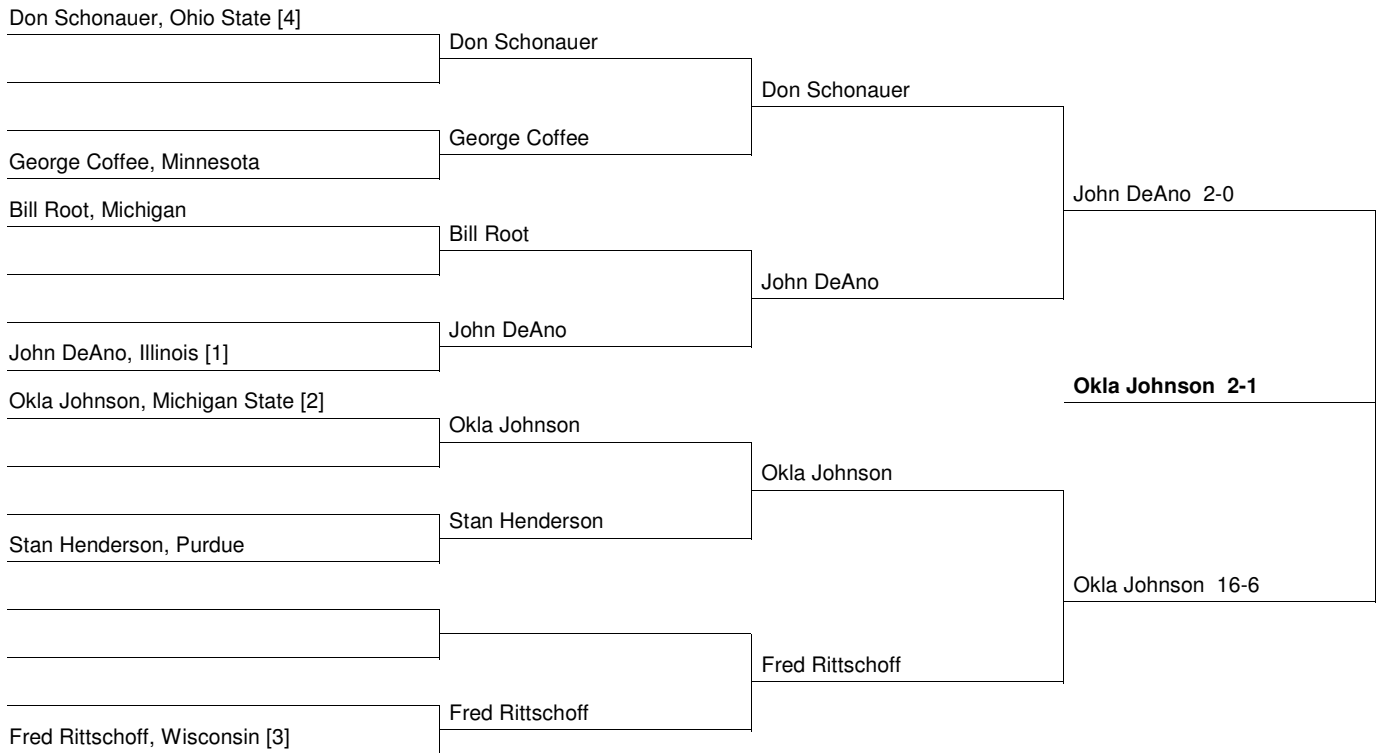 Don Schonauer, Ohio State [4]
Don Schonauer
Don Schonauer
George Coffee
George Coffee, Minnesota
John DeAno  2-0
Bill Root, Michigan
Bill Root
John DeAno
John DeAno
John DeAno, Illinois [1]
Okla Johnson  2-1
Okla Johnson, Michigan State [2]
Okla Johnson
Okla Johnson
Stan Henderson
Stan Henderson, Purdue
Okla Johnson  16-6
Fred Rittschoff
Fred Rittschoff
Fred Rittschoff, Wisconsin [3]